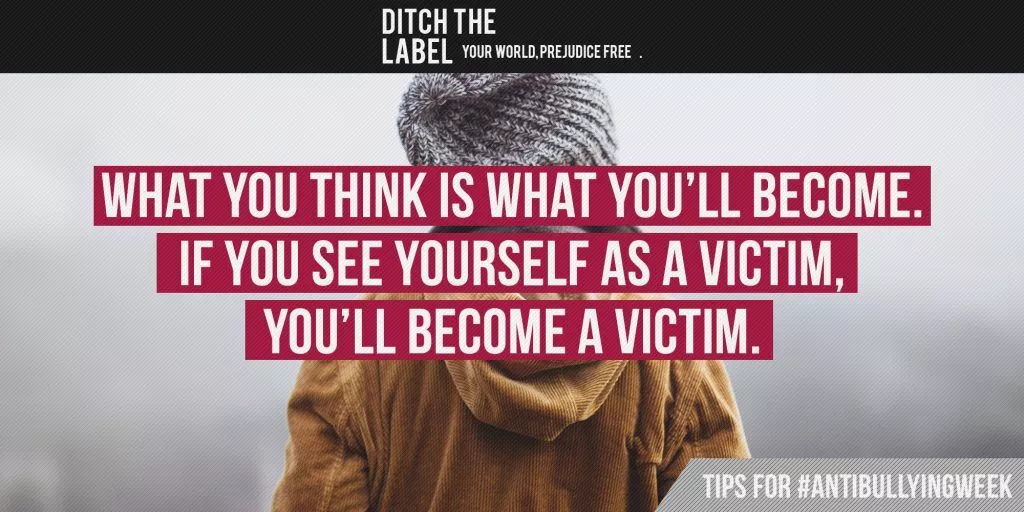 DITCH THE
LABEL YOUR WORLD, PREJUDICE FREE .
WHAT YOU THINK IS WHAT YOU'LL BECOME.
IF YOU SEE YOURSELF AS A VICTIM,
YOU'LL BECOME A VICTIM.
TIPS FOR #ANTIBULLYINGWEEK